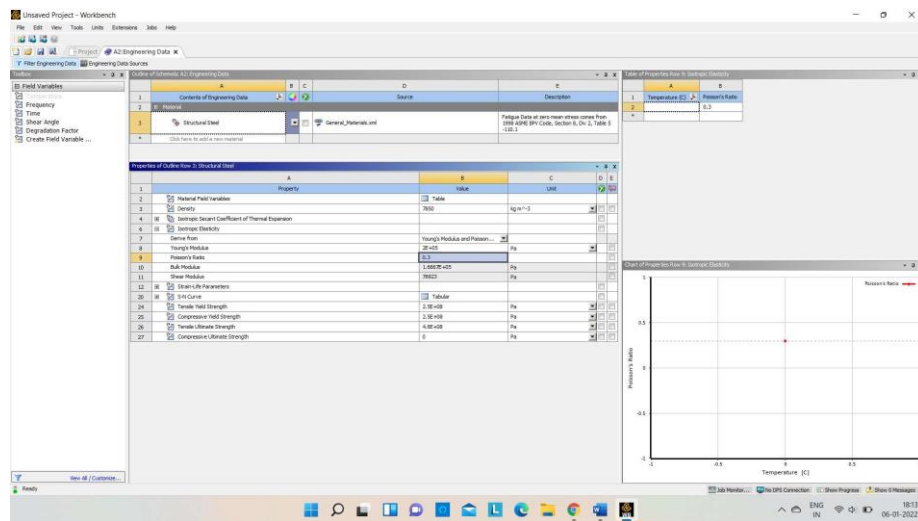 Unsaved Project - Workbench
File Edit View Tools Units Extensions Jobs Help
Project A2:Engineering Data
Filter Engineering Data Engineering Data Sources
Toolbox
Field Variables
Temperature
Frequency
Time
Shear Angle
Degradation Factor
Create Field Variable ...
View All / Customize...
Outline of Schematic A2: Engineering Data
A B C D E
1 Contents of Engineering Data Source Description
2 Material
3 Structural Steel General_Materials.xml Fatigue Data at zero mean stress comes from
1998 ASME BPV Code, Section 8, Div 2, Table 5
-110.1
* Click here to add a new material
Properties of Outline Row 3: Structural Steel
A B C D E
1 Property Value Unit
2 Material Field Variables Table
3 Density 7850 kg m^-3
4 Isotropic Secant Coefficient of Thermal Expansion
6 Isotropic Elasticity
7 Derive from Young's Modulus and Poisson...
8 Young's Modulus 2E+05 Pa
9 Poisson's Ratio 0.3
10 Bulk Modulus 1.6667E+05 Pa
11 Shear Modulus 76923 Pa
12 Strain-Life Parameters
20 S-N Curve Tabular
24 Tensile Yield Strength 2.5E+08 Pa
25 Compressive Yield Strength 2.5E+08 Pa
26 Tensile Ultimate Strength 4.6E+08 Pa
27 Compressive Ultimate Strength 0 Pa
Table of Properties Row 9: Isotropic Elasticity
A B
1 Temperature (C) Poisson's Ratio
2 0.3
*
Chart of Properties Row 9: Isotropic Elasticity
Poisson's Ratio
1
0.5
0
-0.5
-1
Poisson's Ratio
-1 -0.5 0 0.5
Temperature [C]
Ready
Job Monitor... No DPS Connection Show Progress Show 0 Messages
ENG
IN
18:13
06-01-2022